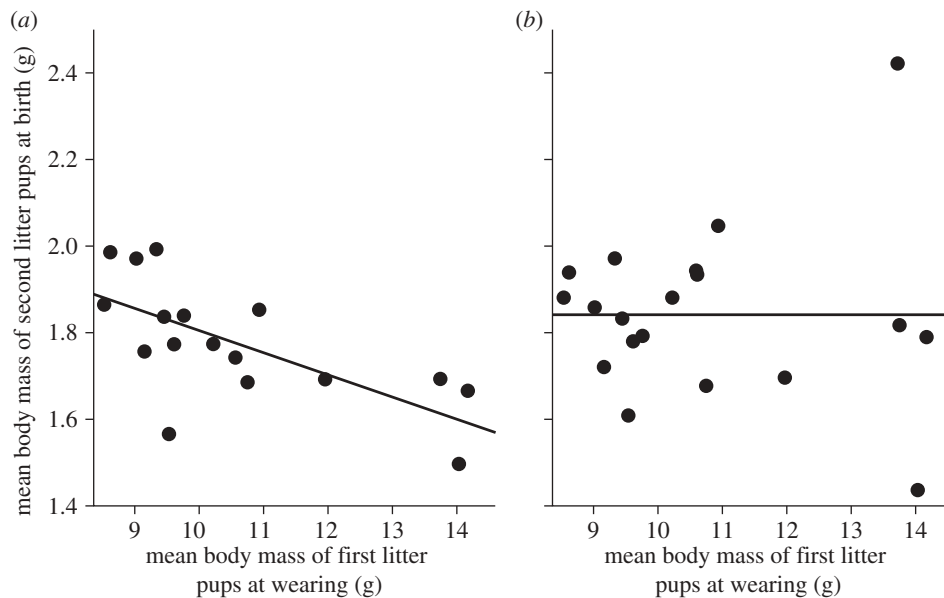 (a)
(b)
mean body mass of second litter pups at birth (g)
2.4
2.2
2.0
1.8
1.6
1.4
9 10 11 12 13 14
mean body mass of first litter
pups at wearing (g)
9 10 11 12 13 14
mean body mass of first litter
pups at wearing (g)